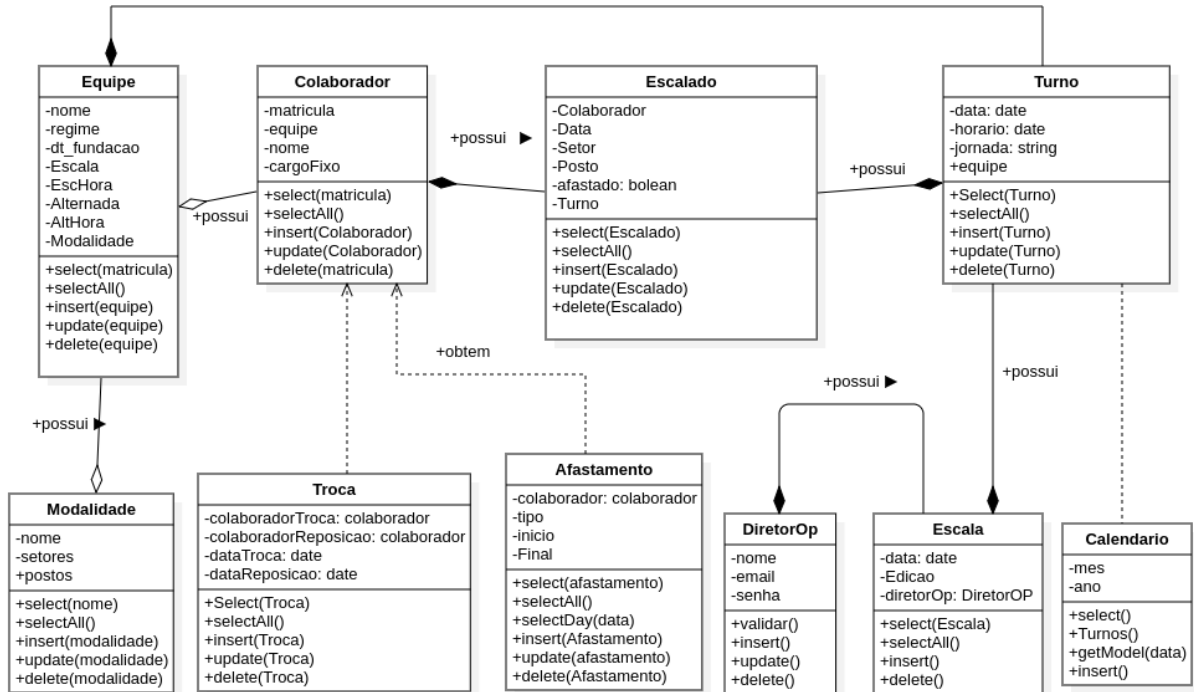 Equipe
-nome
-regime
-dt_fundacao
-Escala
-EscHora
-Alternada
-AltHora
-Modalidade
+select(matricula)
+selectAll()
+insert(equipe)
+update(equipe)
+delete(equipe)
+possui
Colaborador
-matricula
-equipe
-nome
-cargoFixo
+select(matricula)
+selectAll()
+insert(Colaborador)
+update(Colaborador)
+delete(matricula)
+possui ►
Escalado
-Colaborador
-Data
-Setor
-Posto
-afastado: bolean
-Turno
+select(Escalado)
+selectAll()
+insert(Escalado)
+update(Escalado)
+delete(Escalado)
+possui
Turno
-data: date
-horario: date
-jornada: string
+equipe
+Select(Turno)
+selectAll()
+insert(Turno)
+update(Turno)
+delete(Turno)
+obtem
+possui ►
+possui
+possui ►
Modalidade
-nome
-setores
+postos
+select(nome)
+selectAll()
+insert(modalidade)
+update(modalidade)
+delete(modalidade)
Troca
-colaboradorTroca: colaborador
-colaboradorReposicao: colaborador
-dataTroca: date
-dataReposicao: date
+Select(Troca)
+selectAll()
+insert(Troca)
+update(Troca)
+delete(Troca)
Afastamento
-colaborador: colaborador
-tipo
-inicio
-Final
+select(afastamento)
+selectAll()
+selectDay(data)
+insert(Afastamento)
+update(afastamento)
+delete(Afastamento)
DiretorOp
-nome
-email
-senha
+validar()
+insert()
+update()
+delete()
Escala
-data: date
-Edicao
-diretorOp: DiretorOP
+select(Escala)
+selectAll()
+insert()
+delete()
Calendario
-mes
-ano
+select()
+Turnos()
+getModel(data)
+insert()